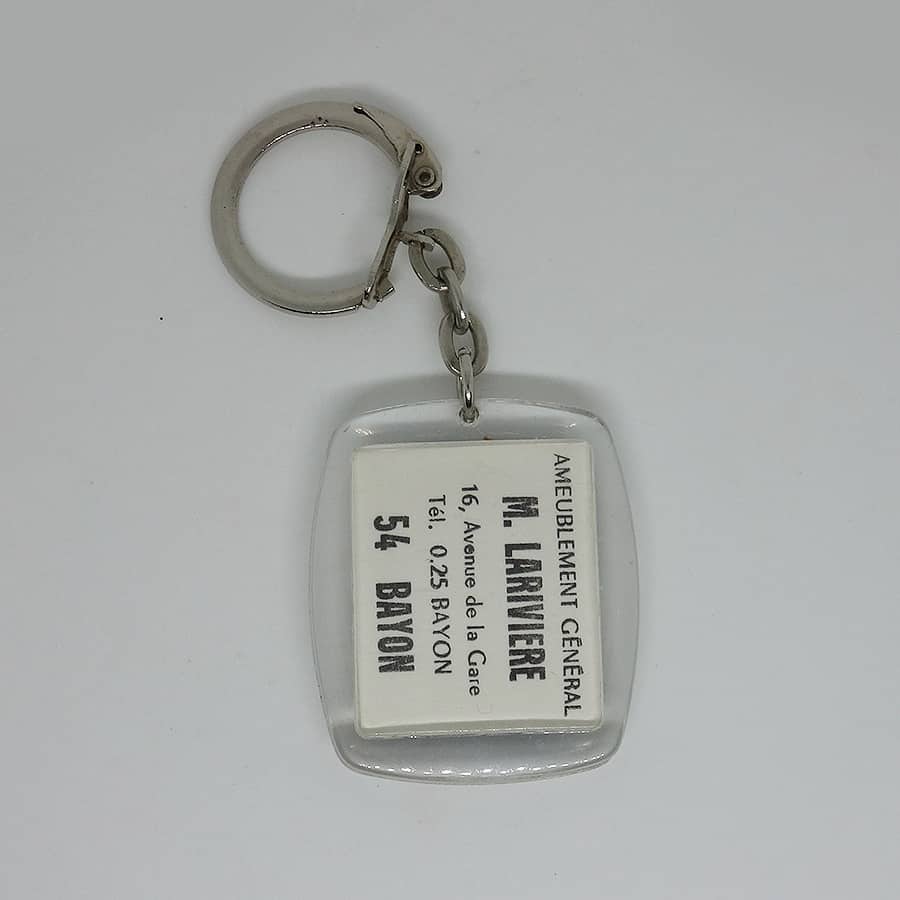 AMEUBLEMENT GÉNÉRAL
M. LARIVIERE
16, Avenue de la Gare
Tél. 0.25 BAYON
54 BAYON